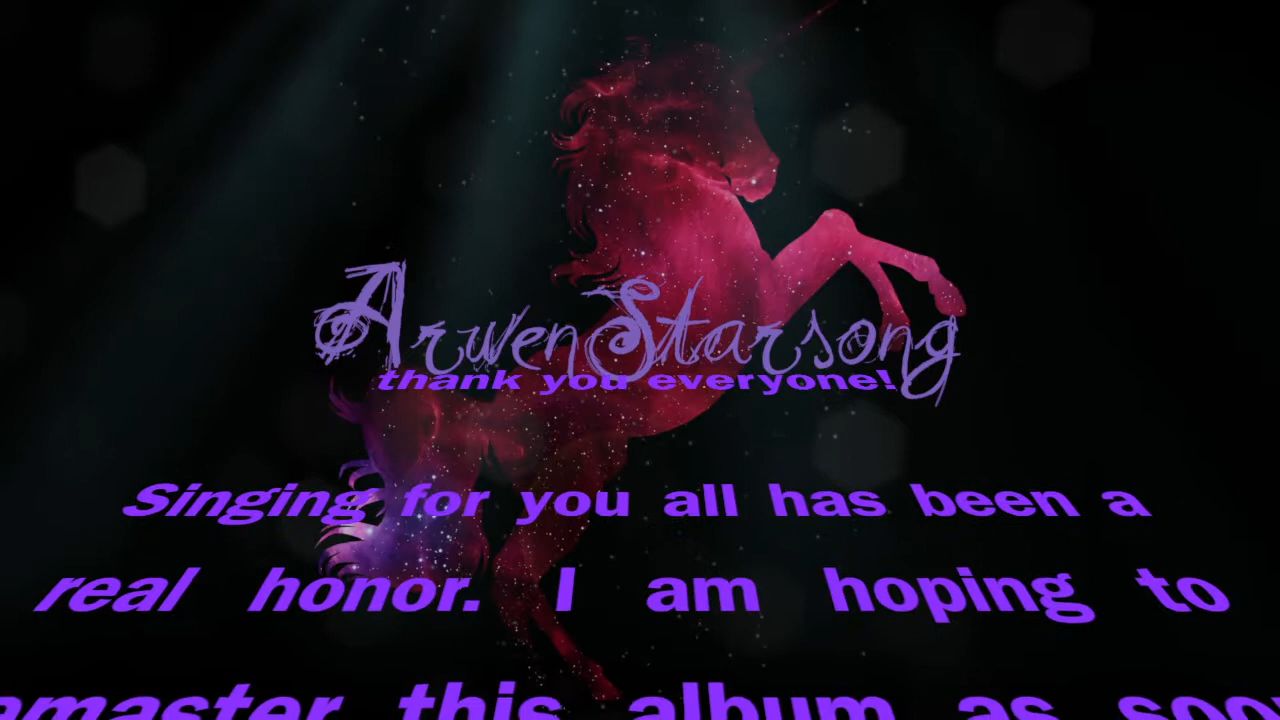 ArwenStarsong
thank you everyone!
Singing for you all has been a
real honor. I am hoping to
this album as